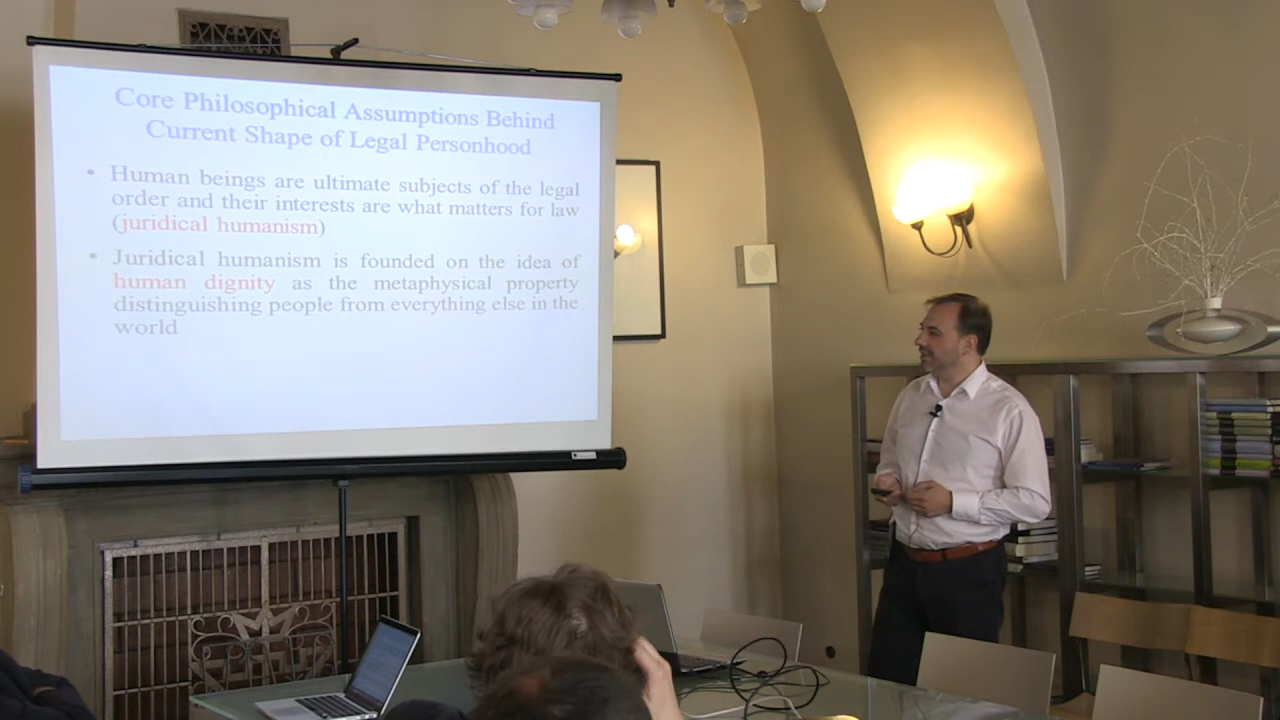 Core Philosophical Assumptions Behind
Current Shape of Legal Personhood
• Human beings are ultimate subjects of the legal
order and their interests are what matters for law
(juridical humanism)
• Juridical humanism is founded on the idea of
human dignity as the metaphysical property
distinguishing people from everything else in the
world